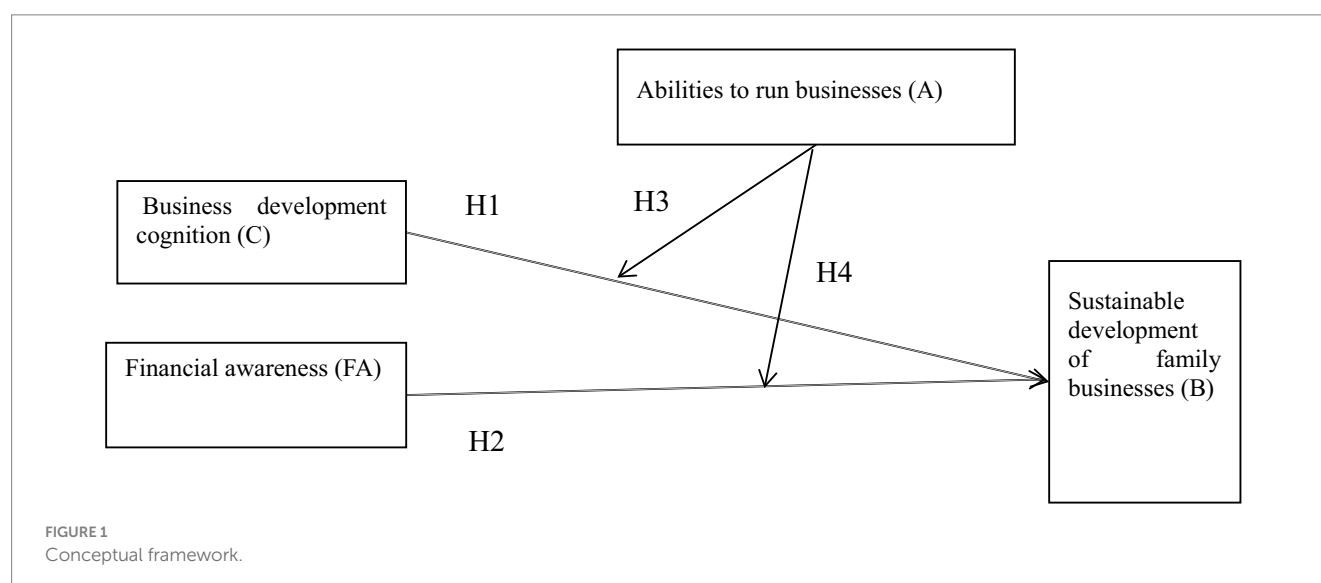 Abilities to run businesses (A)
Business development
cognition (C)
H1
H3
H4
Sustainable
development
of family
businesses (B)
Financial awareness (FA)
H2
FIGURE 1
Conceptual framework.